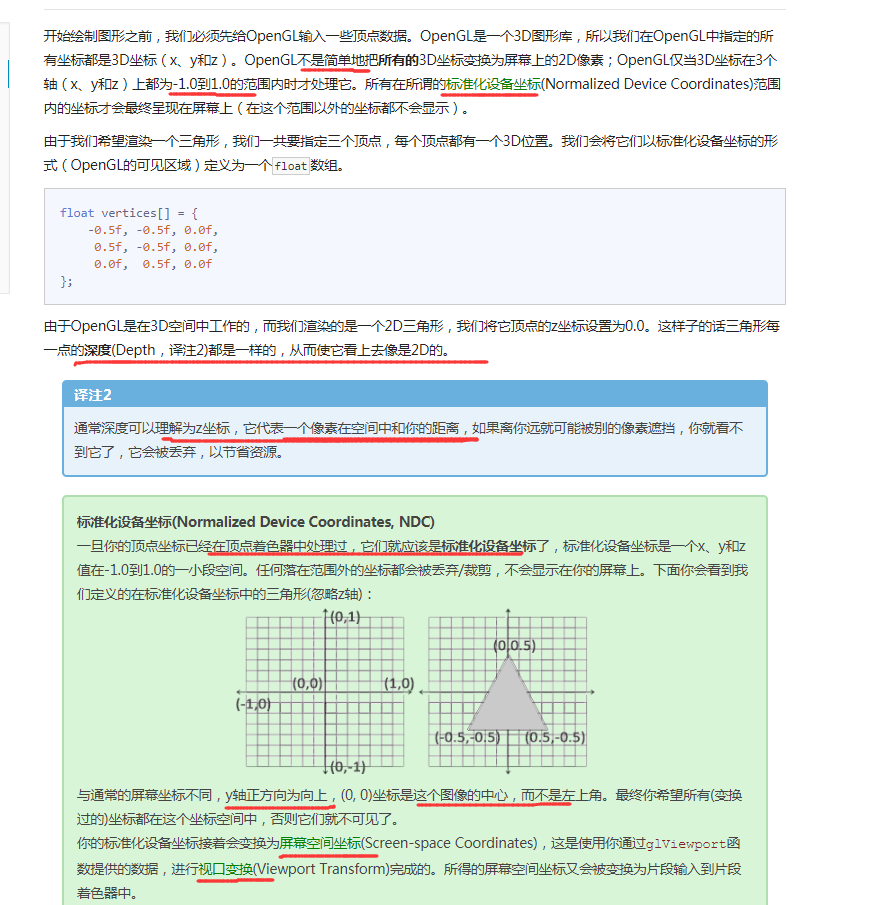 开始绘制图形之前，我们必须先给OpenGL输入一些顶点数据。OpenGL是一个3D图形库，所以我们在OpenGL中指定的所
有坐标都是3D坐标（x、y和z）。OpenGL不是简单地把所有的3D坐标变换为屏幕上的2D像素；OpenGL仅当3D坐标在3个
轴（x、y和z）上都为-1.0到1.0的范围内时才处理它。所有在所谓的标准化设备坐标(Normalized Device Coordinates)范围
内的坐标才会最终呈现在屏幕上（在这个范围以外的坐标都不会显示）。
由于我们希望渲染一个三角形，我们一共要指定三个顶点，每个顶点都有一个3D位置。我们会将它们以标准化设备坐标的形
式（OpenGL的可见区域）定义为一个float数组。
float vertices[] = {
-0.5f, -0.5f, 0.0f,
0.5f, -0.5f, 0.0f,
0.0f, 0.5f, 0.0f
};
由于OpenGL是在3D空间中工作的，而我们渲染的是一个2D三角形，我们将它顶点的z坐标设置为0.0。这样子的话三角形每
一点的深度(Depth，译注2)都是一样的，从而使它看上去像是2D的。
译注2
通常深度可以理解为z坐标，它代表一个像素在空间中和你的距离，如果离你远就可能被别的像素遮挡，你就看不
到它了，它会被丢弃，以节省资源。
标准化设备坐标(Normalized Device Coordinates, NDC)
一旦你的顶点坐标已经在顶点着色器中处理过，它们就应该是标准化设备坐标了，标准化设备坐标是一个x、y和z
值在-1.0到1.0的一小段空间。任何落在范围外的坐标都会被丢弃/裁剪，不会显示在你的屏幕上。下面你会看到我
们定义的在标准化设备坐标中的三角形(忽略z轴)：
(0,1)
(0,0)
(1,0)
(-1,0)
(0,-1)
(0,0.5)
(-0.5,-0.5)
(0.5,-0.5)
与通常的屏幕坐标不同，y轴正方向为向上，(0, 0)坐标是这个图像的中心，而不是左上角。最终你希望所有(变换
过的)坐标都在这个坐标空间中，否则它们就不可见了。
你的标准化设备坐标接着会变换为屏幕空间坐标(Screen-space Coordinates)，这是使用你通过glViewport函
数提供的数据，进行视口变换(Viewport Transform)完成的。所得的屏幕空间坐标又会被变换为片段输入到片段
着色器中。